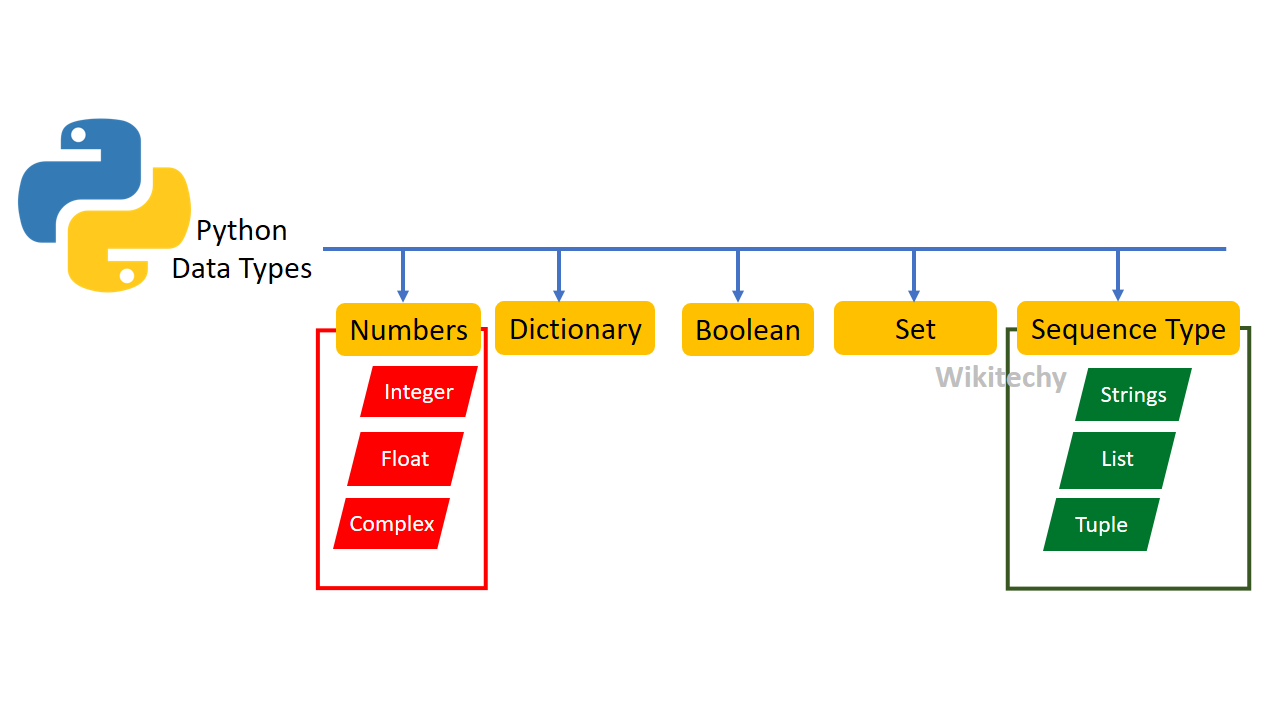 Python
Data Types
Numbers
Dictionary
Boolean
Set
Sequence Type
Wikitechy
Integer
Float
Complex
Strings
List
Tuple